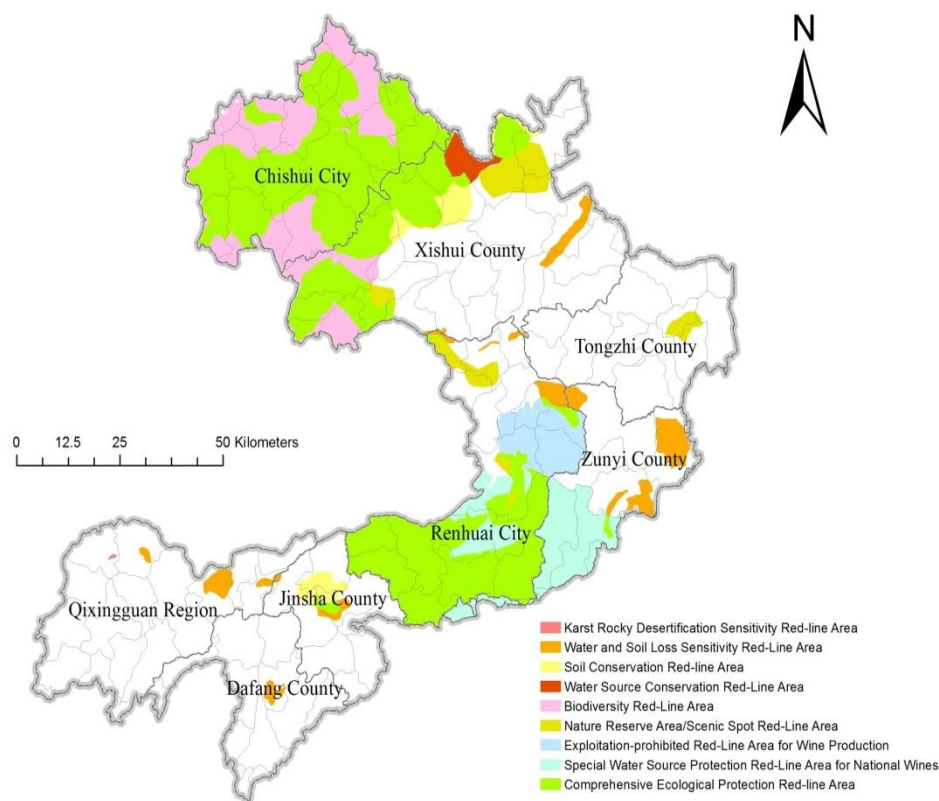 N
Chishui City
Xishui County
Tongzhi County
0 12.5 25 50 Kilometers
Zunyi County
Renhuai City
Qixingguan Region
Jinsha County
Dafang County
Karst Rocky Desertification Sensitivity Red-line Area
Water and Soil Loss Sensitivity Red-Line Area
Soil Conservation Red-line Area
Water Source Conservation Red-Line Area
Biodiversity Red-Line Area
Nature Reserve Area/Scenic Spot Red-Line Area
Exploitation-prohibited Red-Line Area for Wine Production
Special Water Source Protection Red-Line Area for National Wines
Comprehensive Ecological Protection Red-line Area